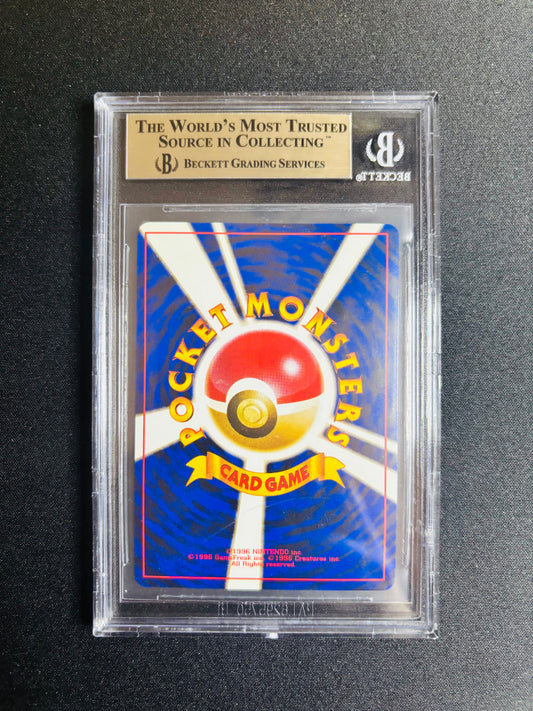 THE WORLD'S MOST TRUSTED
SOURCE IN COLLECTING™
B BECKETT GRADING SERVICES
B
BECKETT
POCKET MONSTERS
CARD GAME
©1996 NINTENDO inc.
©1996 GameFreak inc. ©1996 Creatures inc.
All Rights reserved.